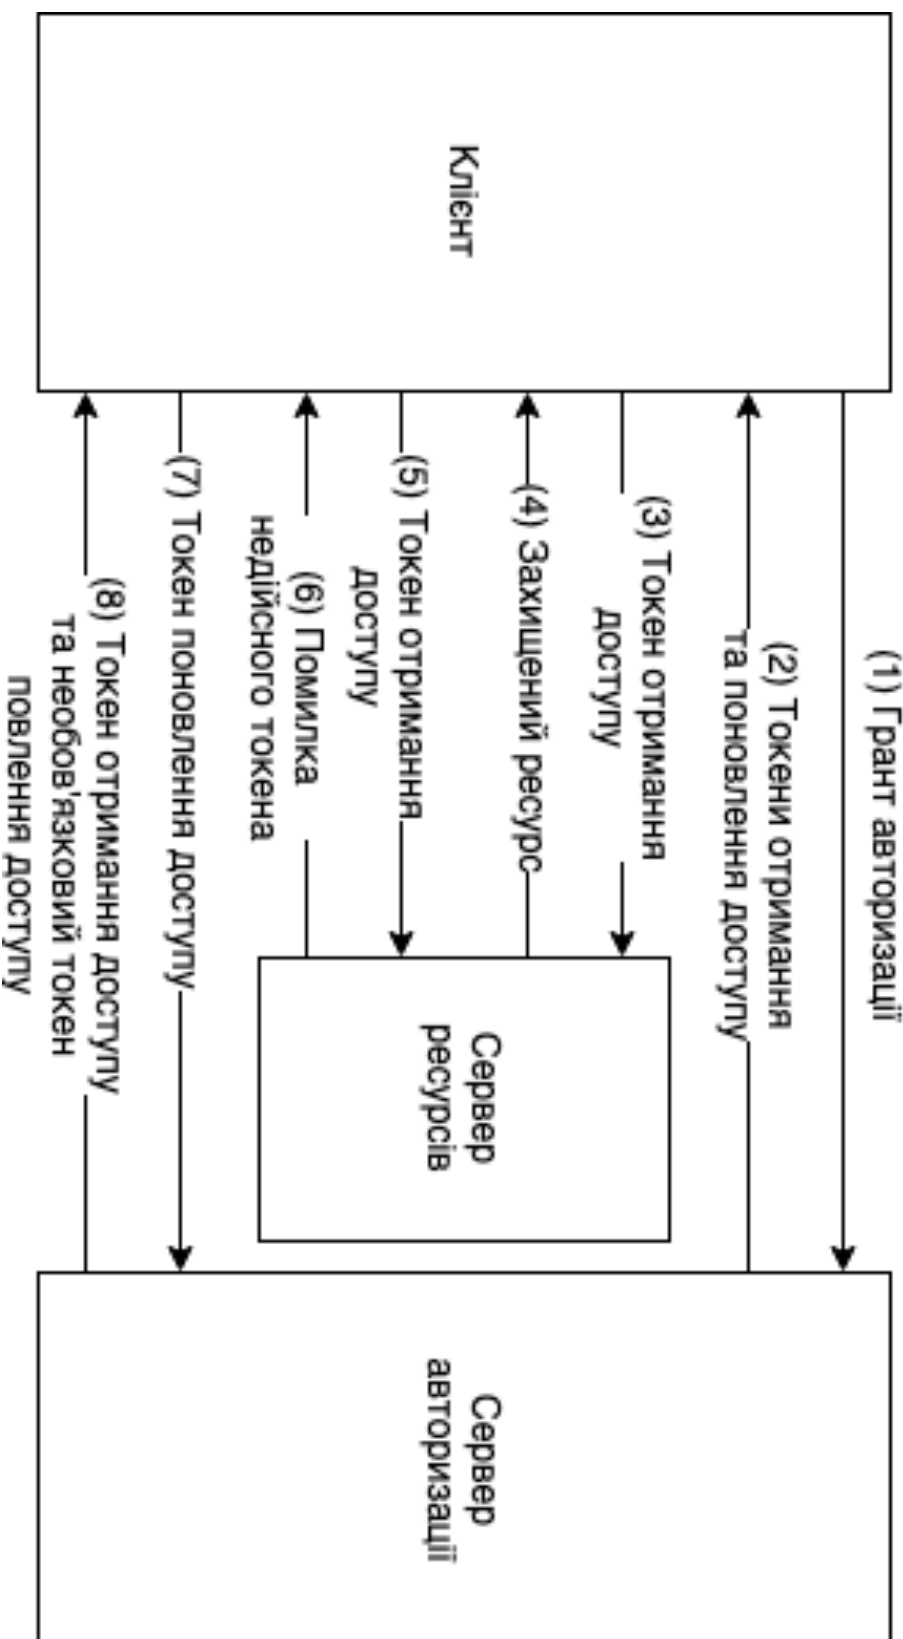 Клієнт
(1) Грант авторизації
(2) Токени отримання
та поновлення доступу
(3) Токен отримання
доступу
(4) Захищений ресурс
(5) Токен отримання
доступу
(6) Помилка
недійсного токена
(7) Токен поновлення доступу
(8) Токен отримання доступу
та необов'язковий токен
повлення доступу
Сервер
ресурсів
Сервер
авторизації